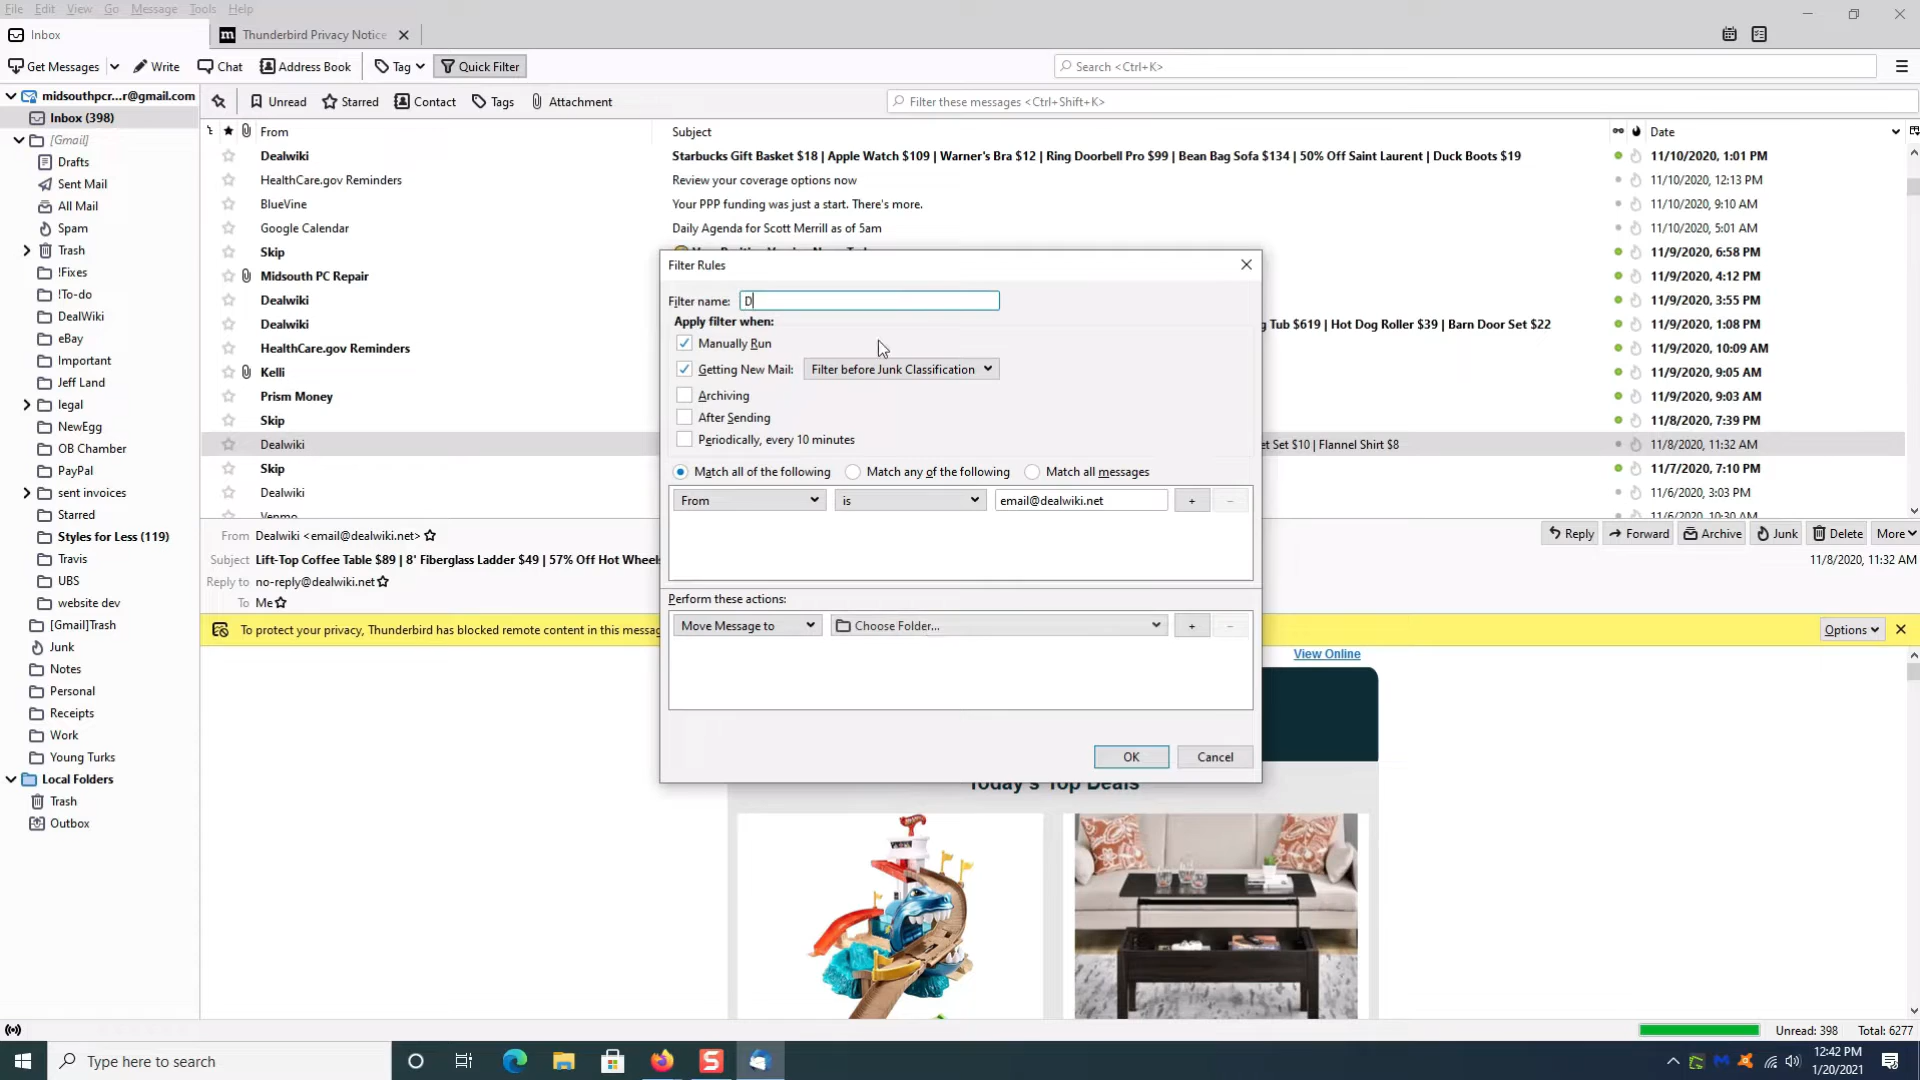 File Edit View Go Message Tools Help
Inbox
Thunderbird Privacy Notice
Get Messages Write Chat Address Book Tag Quick Filter
Search <Ctrl+K>
midsouthpc...r@gmail.com
Unread Starred Contact Tags Attachment
Filter these messages <Ctrl+Shift+K>
Inbox (398)
[Gmail]
Drafts
Sent Mail
All Mail
Spam
Trash
!Fixes
!To-do
DealWiki
eBay
Important
Jeff Land
legal
NewEgg
OB Chamber
PayPal
sent invoices
Starred
Styles for Less (119)
Travis
UBS
website dev
[Gmail]Trash
Junk
Notes
Personal
Receipts
Work
Young Turks
Local Folders
Trash
Outbox
From Subject Date
Dealwiki Starbucks Gift Basket $18 | Apple Watch $109 | Warner's Bra $12 | Ring Doorbell Pro $99 | Bean Bag Sofa $134 | 50% Off Saint Laurent | Duck Boots $19 11/10/2020, 1:01 PM
HealthCare.gov Reminders Review your coverage options now 11/10/2020, 12:13 PM
BlueVine Your PPP funding was just a start. There's more. 11/10/2020, 9:10 AM
Google Calendar Daily Agenda for Scott Merrill as of 5am 11/10/2020, 5:01 AM
Skip 11/9/2020, 6:58 PM
Midsouth PC Repair 11/9/2020, 4:12 PM
Dealwiki 11/9/2020, 3:55 PM
Dealwiki g Tub $619 | Hot Dog Roller $39 | Barn Door Set $22 11/9/2020, 1:08 PM
HealthCare.gov Reminders 11/9/2020, 10:09 AM
Kelli 11/9/2020, 9:05 AM
Prism Money 11/9/2020, 9:03 AM
Skip 11/8/2020, 7:39 PM
Dealwiki et Set $10 | Flannel Shirt $8 11/8/2020, 11:32 AM
Skip 11/7/2020, 7:10 PM
Dealwiki 11/6/2020, 3:03 PM
Venmo 11/6/2020, 10:30 AM
Filter Rules
Filter name: D
Apply filter when:
Manually Run
Getting New Mail: Filter before Junk Classification
Archiving
After Sending
Periodically, every 10 minutes
Match all of the following Match any of the following Match all messages
From is email@dealwiki.net + -
Perform these actions:
Move Message to Choose Folder... + -
OK Cancel
From Dealwiki <email@dealwiki.net>
Reply Forward Archive Junk Delete More
Subject Lift-Top Coffee Table $89 | 8' Fiberglass Ladder $49 | 57% Off Hot Wheels 11/8/2020, 11:32 AM
Reply to no-reply@dealwiki.net
To Me
To protect your privacy, Thunderbird has blocked remote content in this messag Options
View Online
Today's Top Deals
Unread: 398 Total: 6277
Type here to search
12:42 PM
1/20/2021